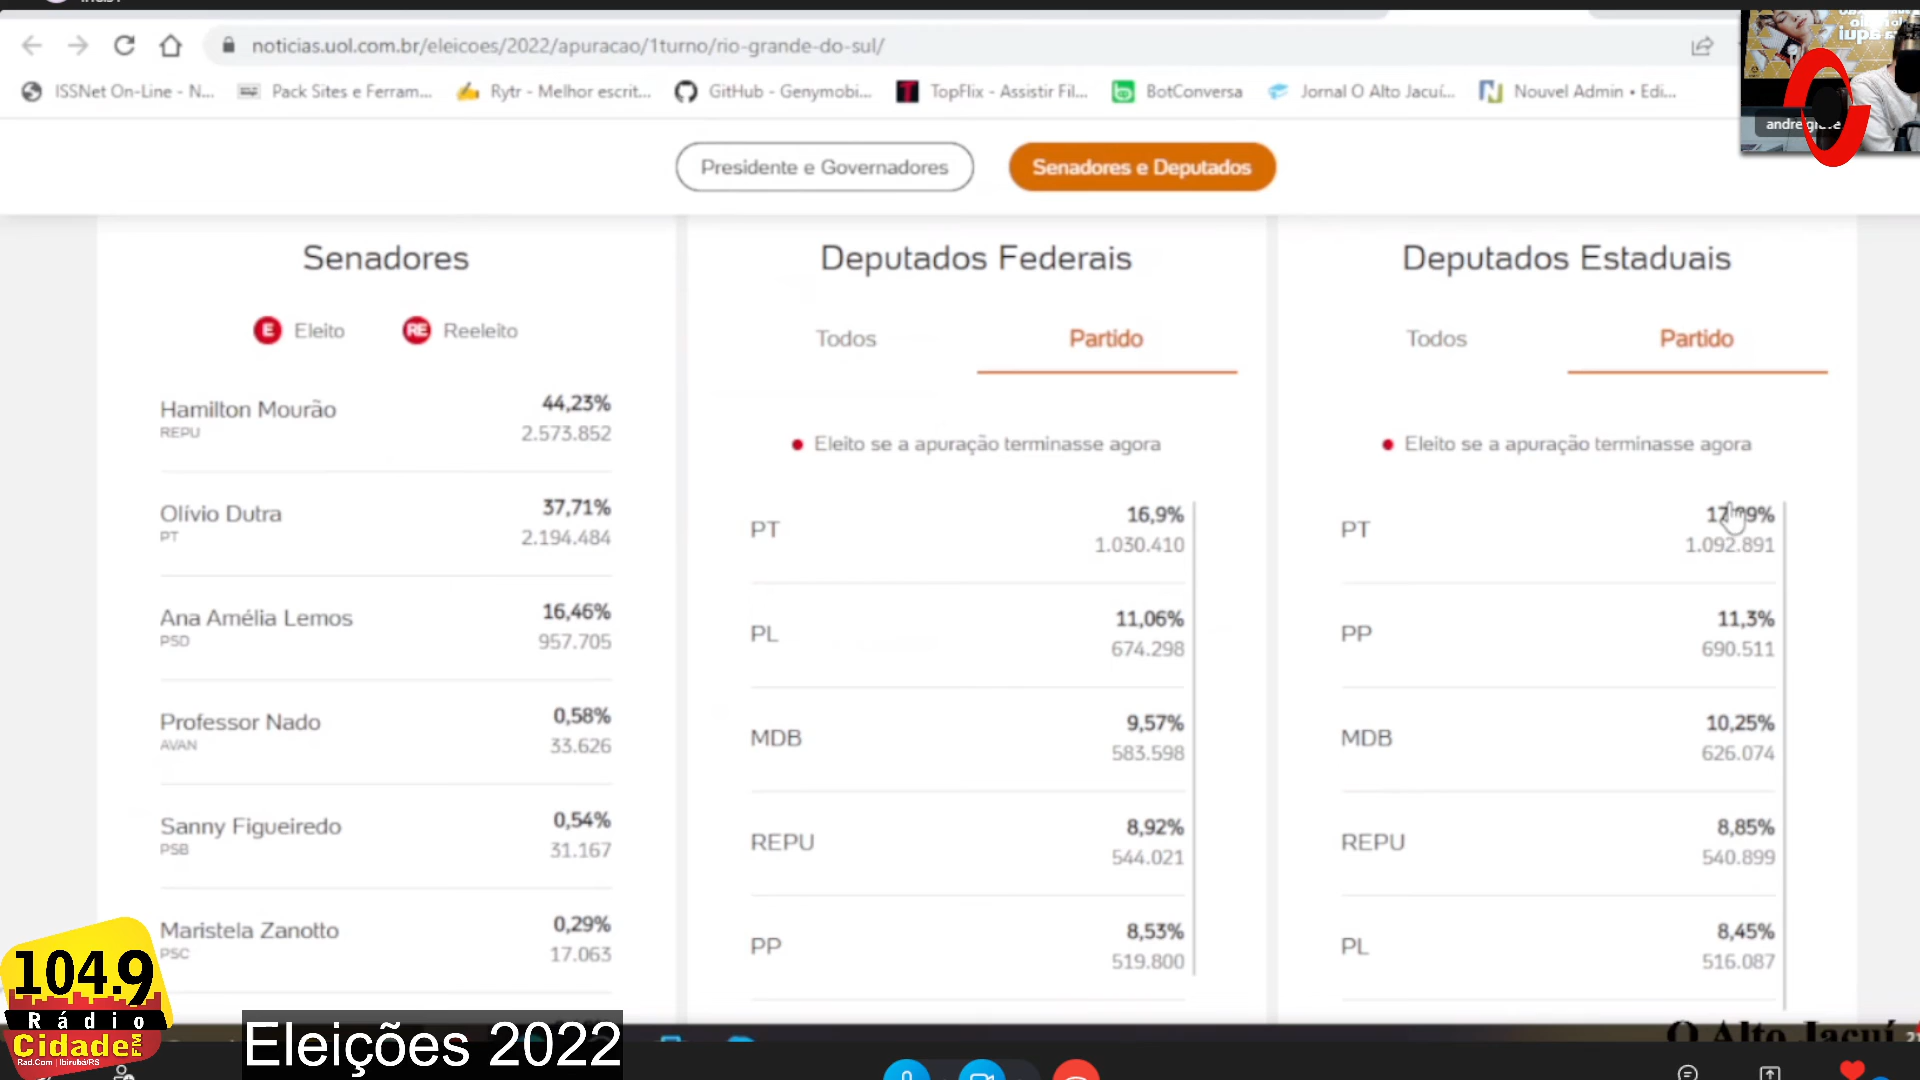 noticias.uol.com.br/eleicoes/2022/apuracao/1turno/rio-grande-do-sul/
ISSNet On-Line - N...
Pack Sites e Ferram...
Rytr - Melhor escrit...
GitHub - Genymobi...
TopFlix - Assistir Fil...
BotConversa
Jornal O Alto Jacuí...
Nouvel Admin • Edi...
Presidente e Governadores
Senadores e Deputados
Senadores
E Eleito
RE Reeleito
Hamilton Mourão
REPU
44,23%
2.573.852
Olívio Dutra
PT
37,71%
2.194.484
Ana Amélia Lemos
PSD
16,46%
957.705
Professor Nado
AVAN
0,58%
33.626
Sanny Figueiredo
PSB
0,54%
31.167
Maristela Zanotto
PSC
0,29%
17.063
Deputados Federais
Todos
Partido
Eleito se a apuração terminasse agora
PT
16,9%
1.030.410
PL
11,06%
674.298
MDB
9,57%
583.598
REPU
8,92%
544.021
PP
8,53%
519.800
Deputados Estaduais
Todos
Partido
Eleito se a apuração terminasse agora
PT
1.092.891
PP
11,3%
690.511
MDB
10,25%
626.074
REPU
8,85%
540.899
PL
8,45%
516.087
104.9
Rádio
Cidade FM
Rad.Com | Ibirubá/RS
Eleições 2022
O Alto Jacuí